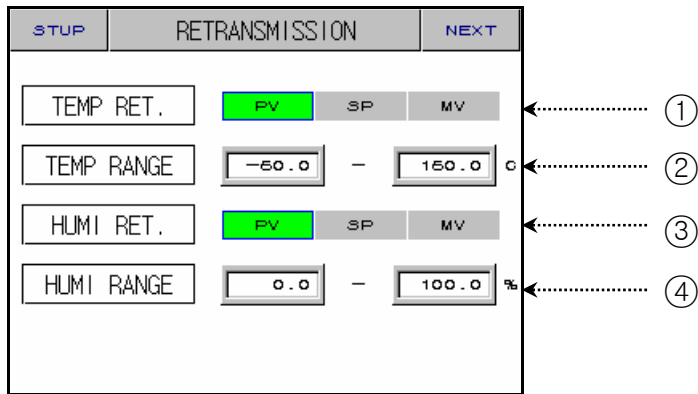 STUP RETRANSMISSION NEXT
TEMP RET. PV SP MV ①
TEMP RANGE -60.0 - 160.0 C ②
HUMI RET. PV SP MV ③
HUMI RANGE 0.0 - 100.0 % ④